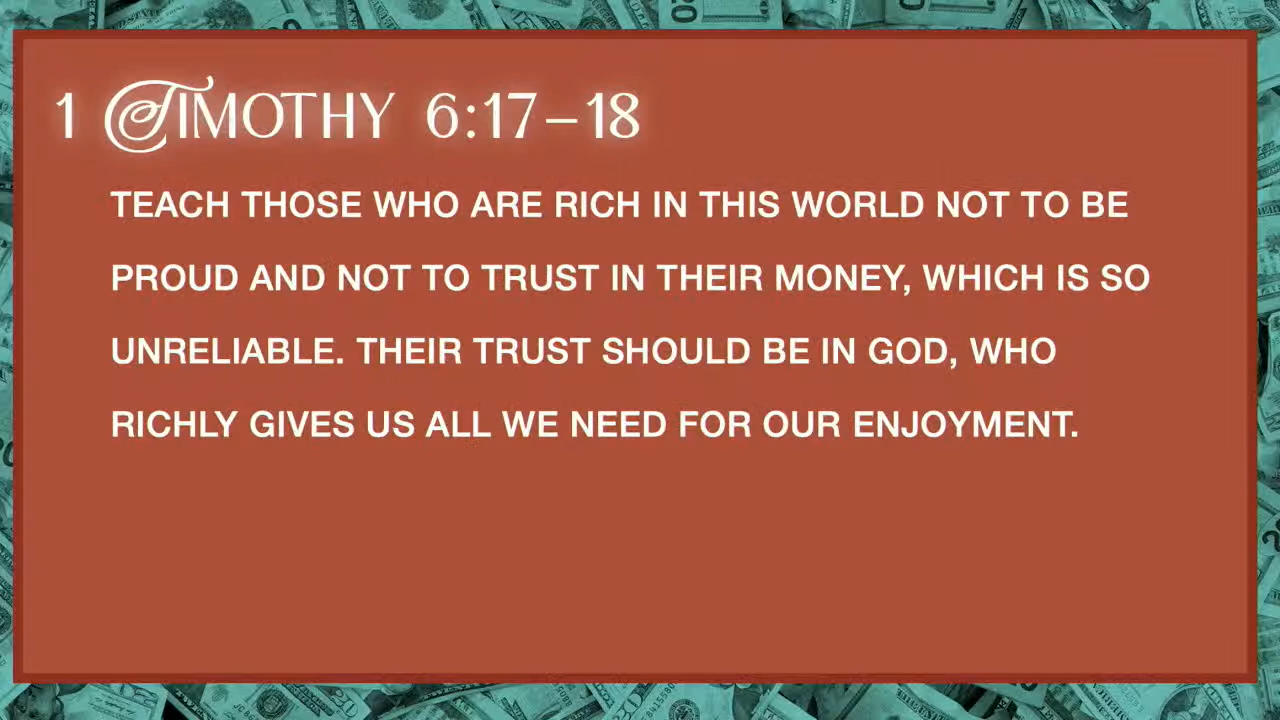 1 TIMOTHY 6:17–18
TEACH THOSE WHO ARE RICH IN THIS WORLD NOT TO BE
PROUD AND NOT TO TRUST IN THEIR MONEY, WHICH IS SO
UNRELIABLE. THEIR TRUST SHOULD BE IN GOD, WHO
RICHLY GIVES US ALL WE NEED FOR OUR ENJOYMENT.